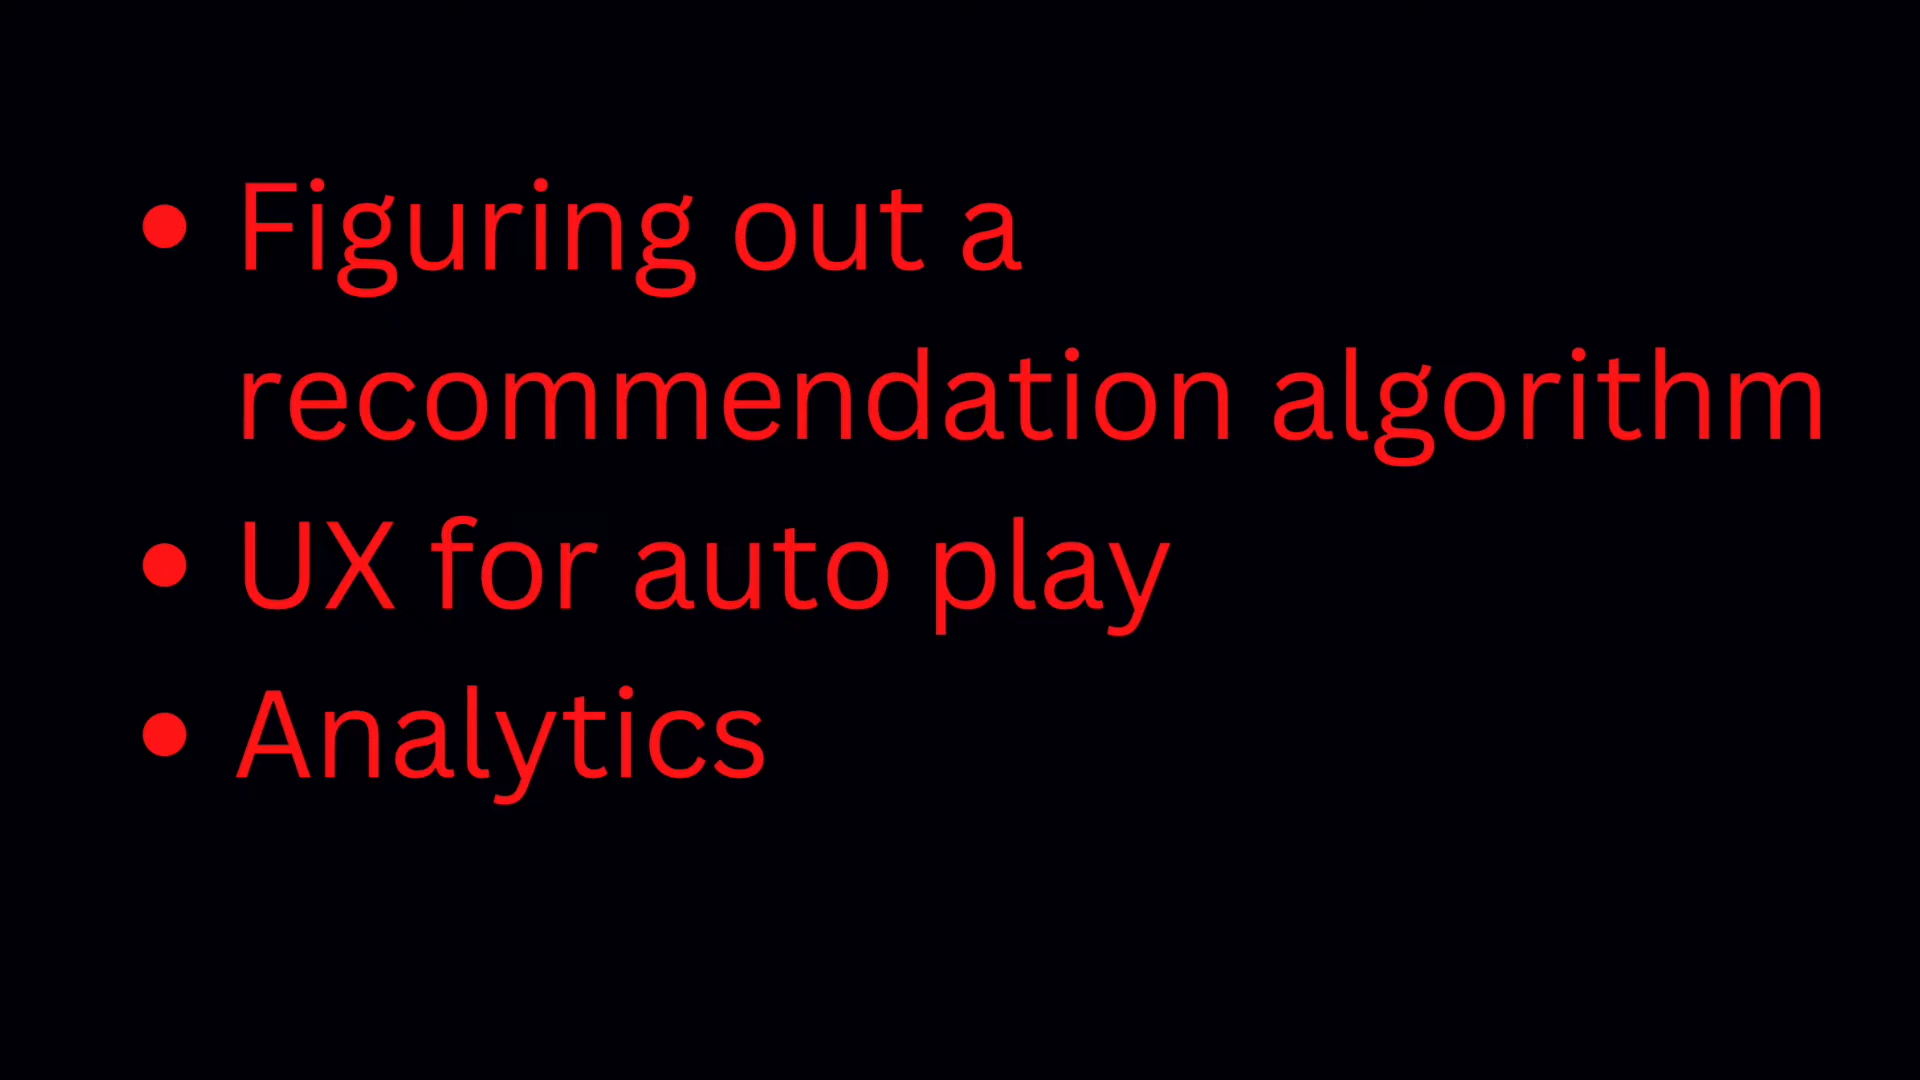 • Figuring out a
recommendation algorithm
• UX for auto play
• Analytics